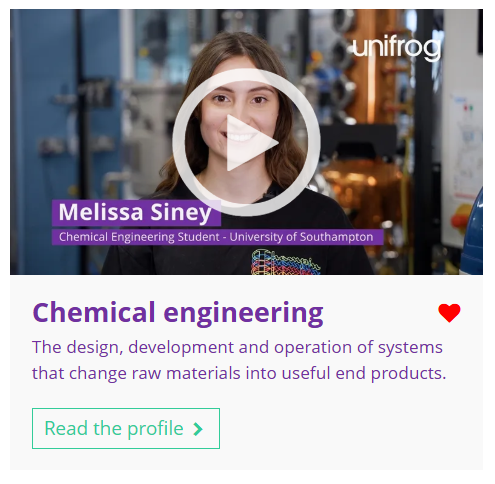 unifrog
Melissa Siney
Chemical Engineering Student - University of Southampton
Chemical engineering
The design, development and operation of systems
that change raw materials into useful end products.
Read the profile